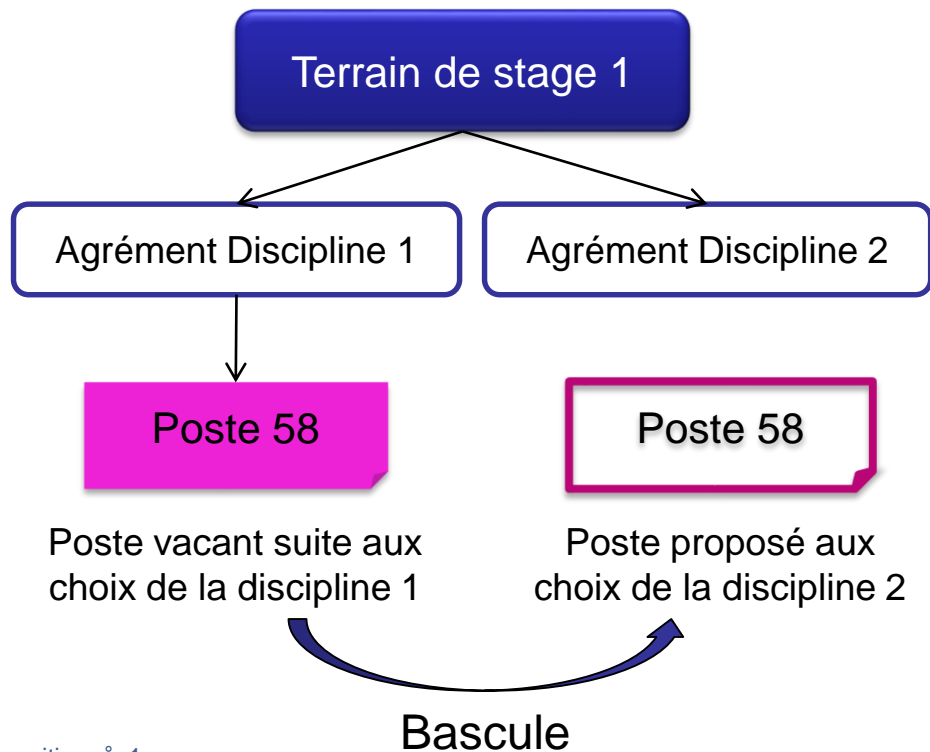 Terrain de stage 1
Agrément Discipline 1
Agrément Discipline 2
Poste 58
Poste 58
Poste vacant suite aux
choix de la discipline 1
Poste proposé aux
choix de la discipline 2
Bascule